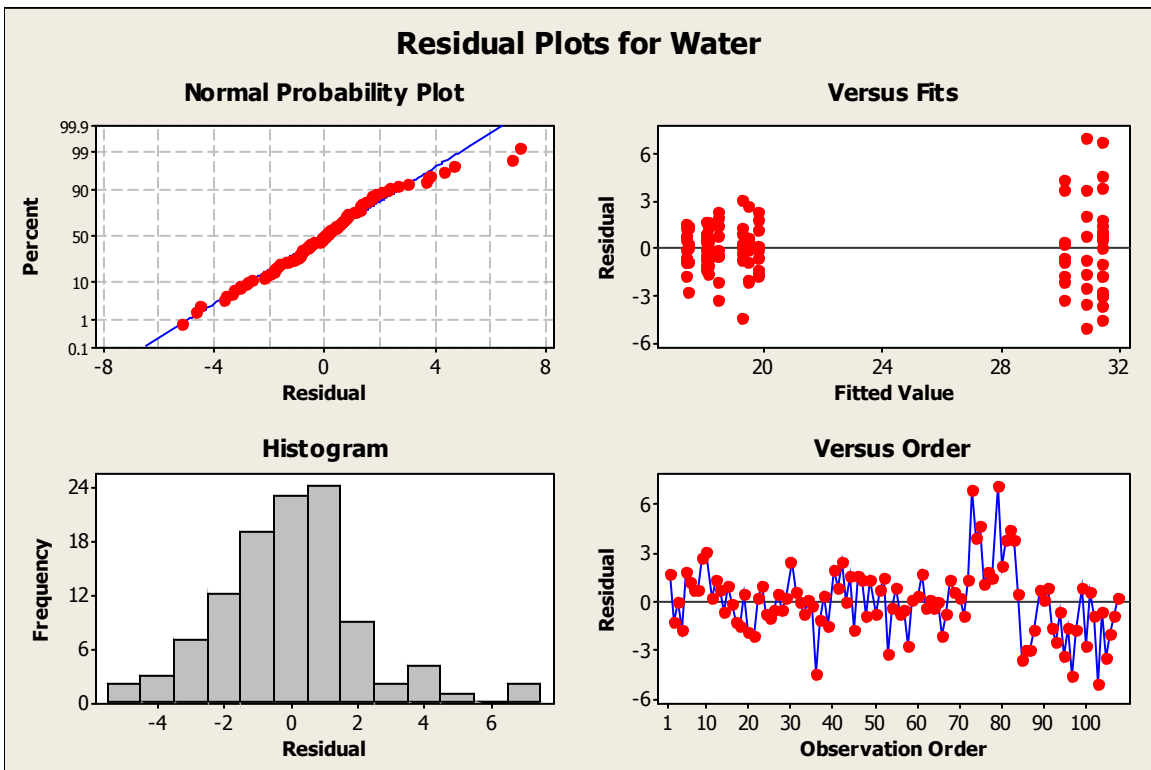 Residual Plots for Water
Normal Probability Plot
99.9
99
90
50
10
1
0.1
Percent
-8 -4 0 4 8
Residual
Versus Fits
6
3
0
-3
-6
Residual
20 24 28 32
Fitted Value
Histogram
24
18
12
6
0
Frequency
-4 -2 0 2 4 6
Residual
Versus Order
6
3
0
-3
-6
Residual
1 10 20 30 40 50 60 70 80 90 100
Observation Order